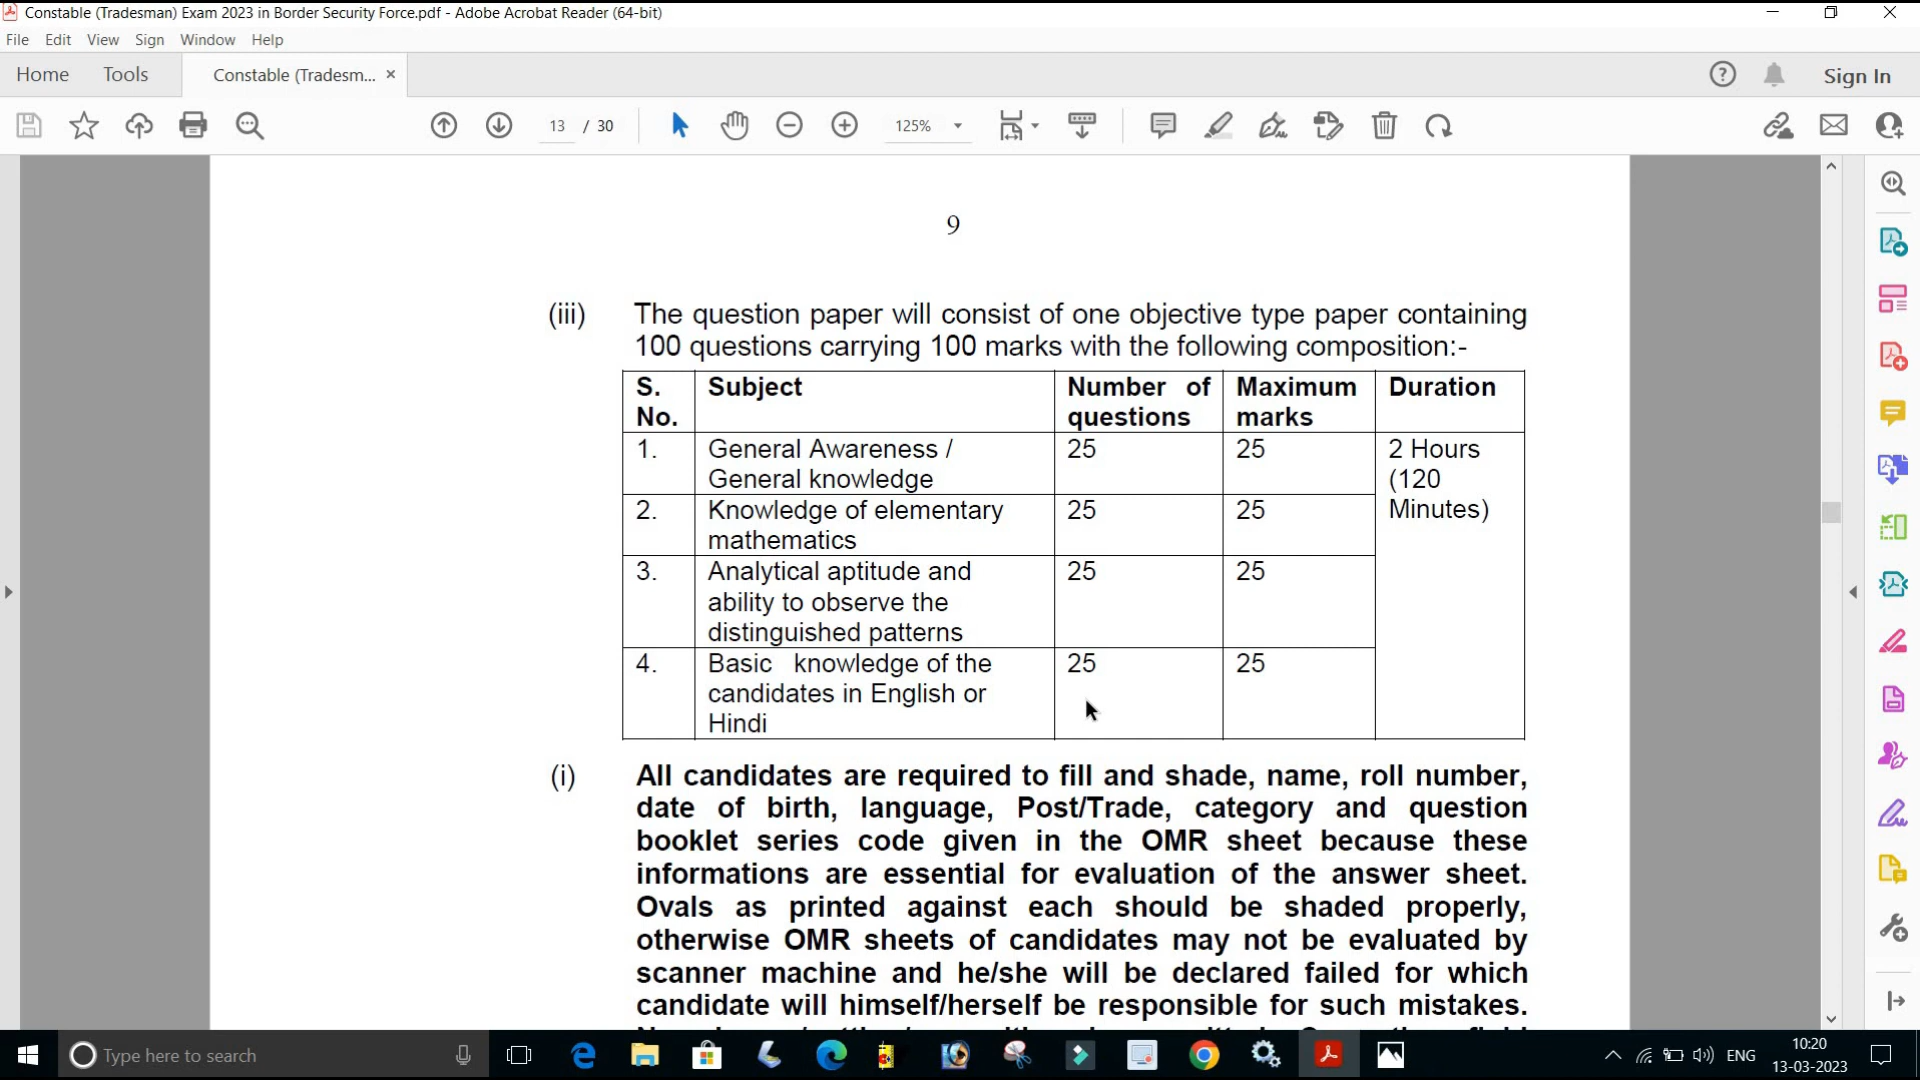 Constable (Tradesman) Exam 2023 in Border Security Force.pdf - Adobe Acrobat Reader (64-bit)
File Edit View Sign Window Help
Home Tools Constable (Tradesm... × Sign In
13 / 30 125%
9
(iii) The question paper will consist of one objective type paper containing
100 questions carrying 100 marks with the following composition:-
S. No. Subject Number of questions Maximum marks Duration
1. General Awareness / General knowledge 25 25 2 Hours (120 Minutes)
2. Knowledge of elementary mathematics 25 25
3. Analytical aptitude and ability to observe the distinguished patterns 25 25
4. Basic knowledge of the candidates in English or Hindi 25 25
(i) All candidates are required to fill and shade, name, roll number,
date of birth, language, Post/Trade, category and question
booklet series code given in the OMR sheet because these
informations are essential for evaluation of the answer sheet.
Ovals as printed against each should be shaded properly,
otherwise OMR sheets of candidates may not be evaluated by
scanner machine and he/she will be declared failed for which
candidate will himself/herself be responsible for such mistakes.
Type here to search
ENG
10:20
13-03-2023